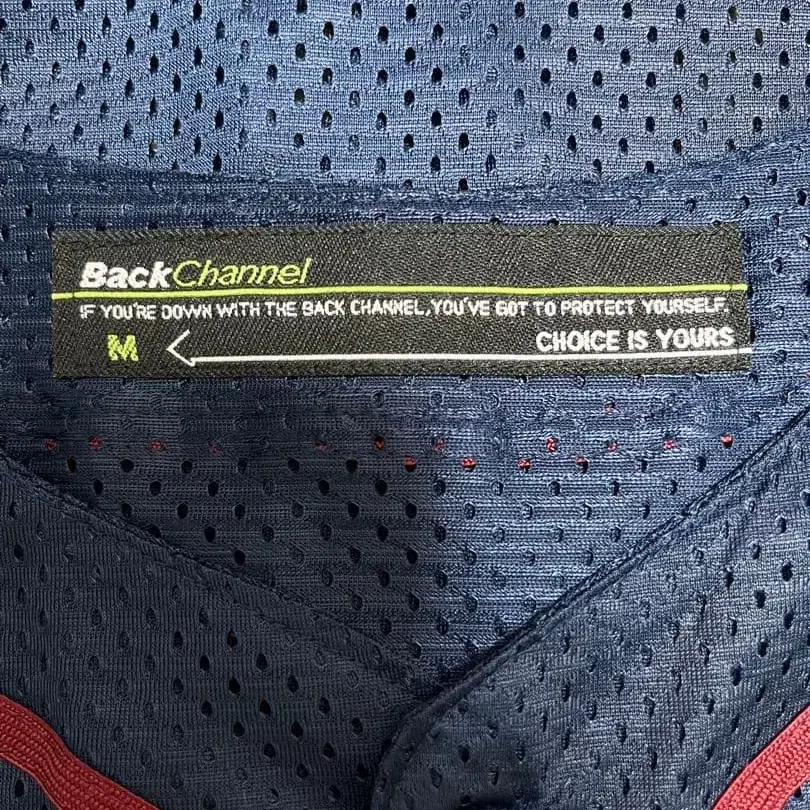 BackChannel
IF YOU'RE DOWN WITH THE BACK CHANNEL, YOU'VE GOT TO PROTECT YOURSELF.
M
CHOICE IS YOURS